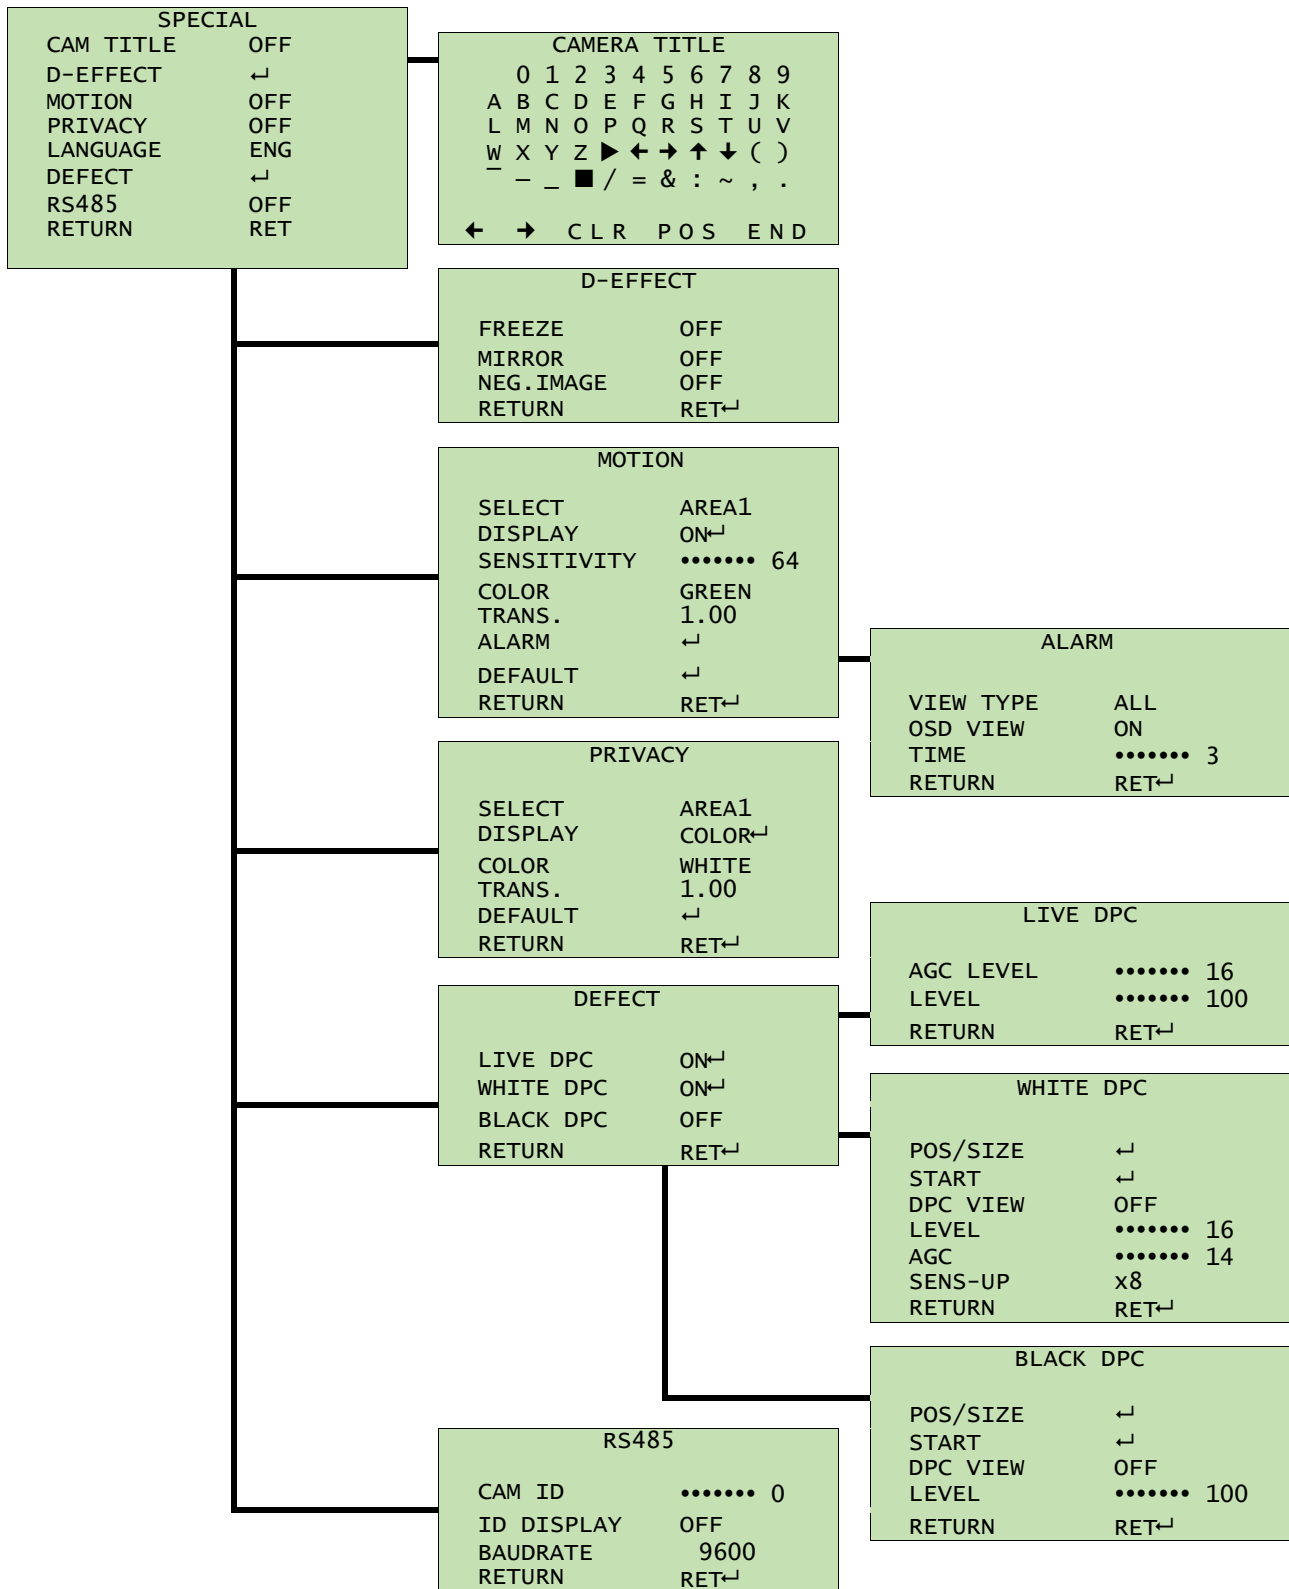 SPECIAL
CAM TITLE OFF
D-EFFECT ↵
MOTION OFF
PRIVACY OFF
LANGUAGE ENG
DEFECT ↵
RS485 OFF
RETURN RET
CAMERA TITLE
0 1 2 3 4 5 6 7 8 9
A B C D E F G H I J K
L M N O P Q R S T U V
W X Y Z ▶ ← → ↑ ↓ ( )
¯ – _ ■ / = & : ~ , .
← → CLR POS END
D-EFFECT
FREEZE OFF
MIRROR OFF
NEG.IMAGE OFF
RETURN RET↵
MOTION
SELECT AREA1
DISPLAY ON↵
SENSITIVITY ••••••• 64
COLOR GREEN
TRANS. 1.00
ALARM ↵
DEFAULT ↵
RETURN RET↵
ALARM
VIEW TYPE ALL
OSD VIEW ON
TIME ••••••• 3
RETURN RET↵
PRIVACY
SELECT AREA1
DISPLAY COLOR↵
COLOR WHITE
TRANS. 1.00
DEFAULT ↵
RETURN RET↵
DEFECT
LIVE DPC ON↵
WHITE DPC ON↵
BLACK DPC OFF
RETURN RET↵
LIVE DPC
AGC LEVEL ••••••• 16
LEVEL ••••••• 100
RETURN RET↵
WHITE DPC
POS/SIZE ↵
START ↵
DPC VIEW OFF
LEVEL ••••••• 16
AGC ••••••• 14
SENS-UP x8
RETURN RET↵
BLACK DPC
POS/SIZE ↵
START ↵
DPC VIEW OFF
LEVEL ••••••• 100
RETURN RET↵
RS485
CAM ID ••••••• 0
ID DISPLAY OFF
BAUDRATE 9600
RETURN RET↵